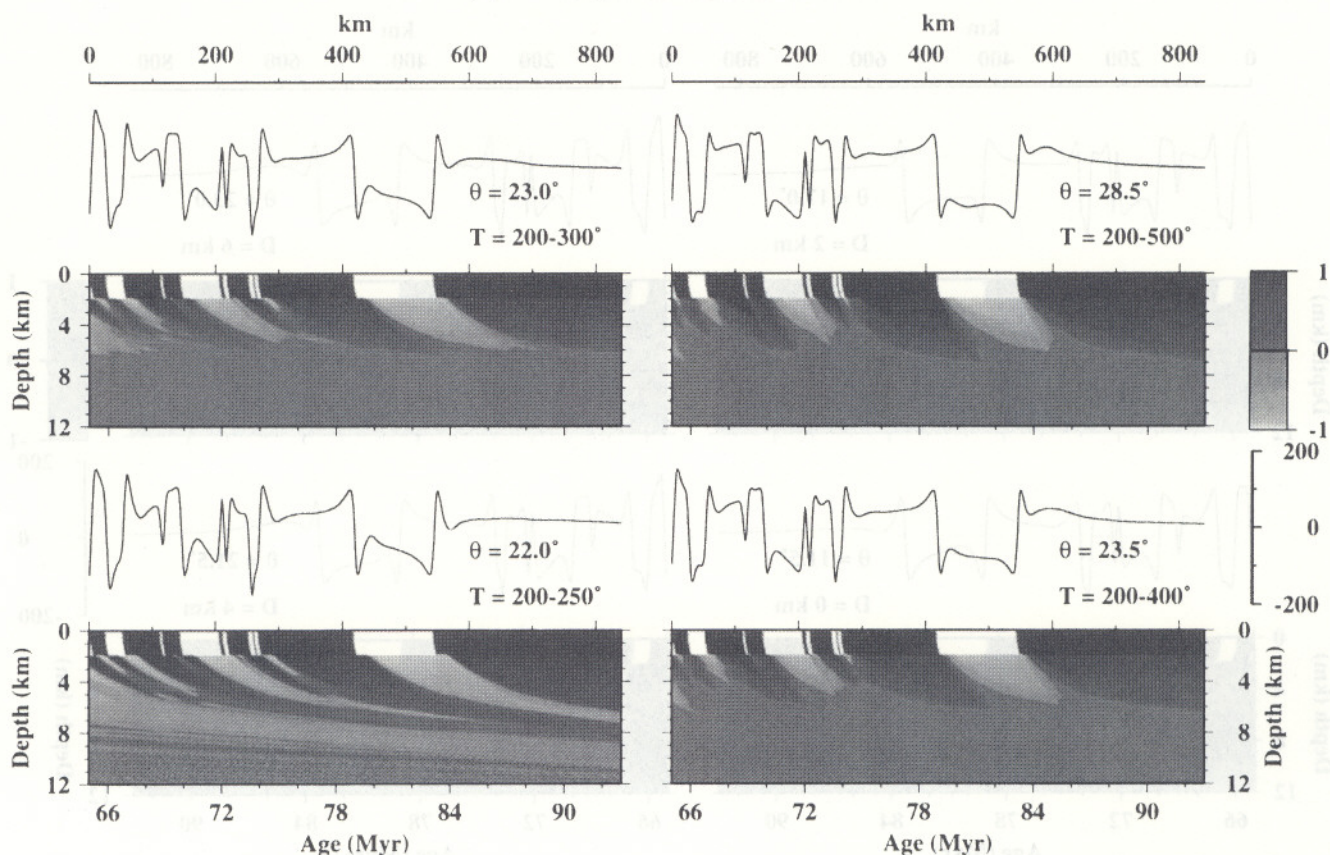 km
km
0 200 400 600 800
0 200 400 600 800
θ = 23.0°
T = 200-300°
θ = 28.5°
T = 200-500°
Depth (km)
0
4
8
12
1
0
-1
θ = 22.0°
T = 200-250°
θ = 23.5°
T = 200-400°
200
0
-200
Depth (km)
0
4
8
12
0
4
8
12
Depth (km)
66 72 78 84 90
66 72 78 84 90
Age (Myr)
Age (Myr)